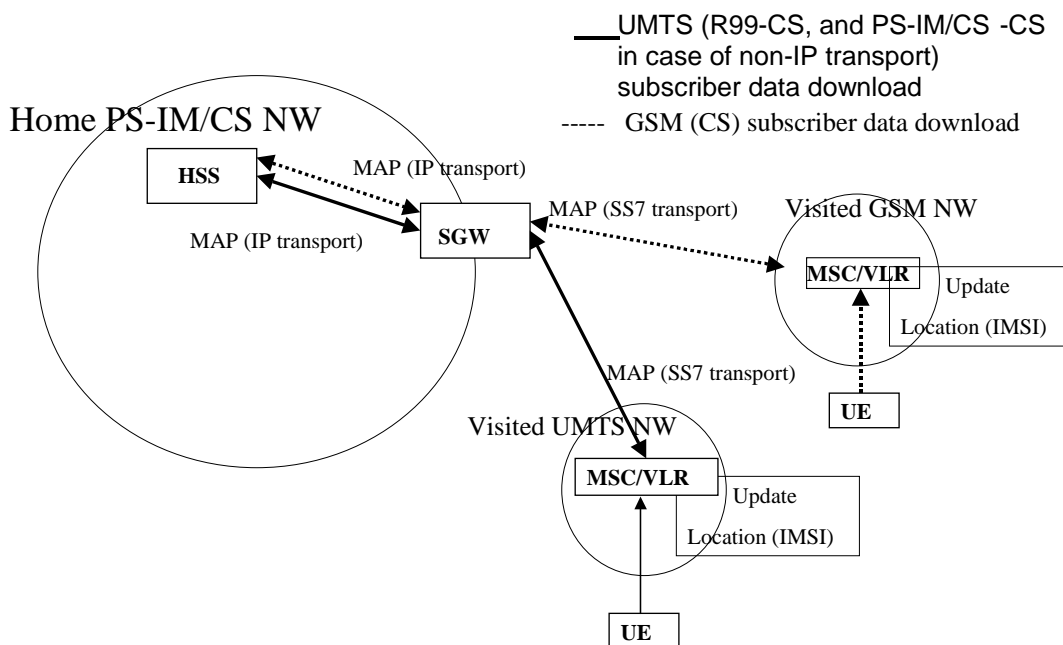 UMTS (R99-CS, and PS-IM/CS -CS
in case of non-IP transport)
subscriber data download
----- GSM (CS) subscriber data download
Home PS-IM/CS NW
HSS
MAP (IP transport)
MAP (IP transport)
SGW
MAP (SS7 transport)
Visited GSM NW
MSC/VLR
Update
Location (IMSI)
UE
MAP (SS7 transport)
Visited UMTS NW
MSC/VLR
Update
Location (IMSI)
UE